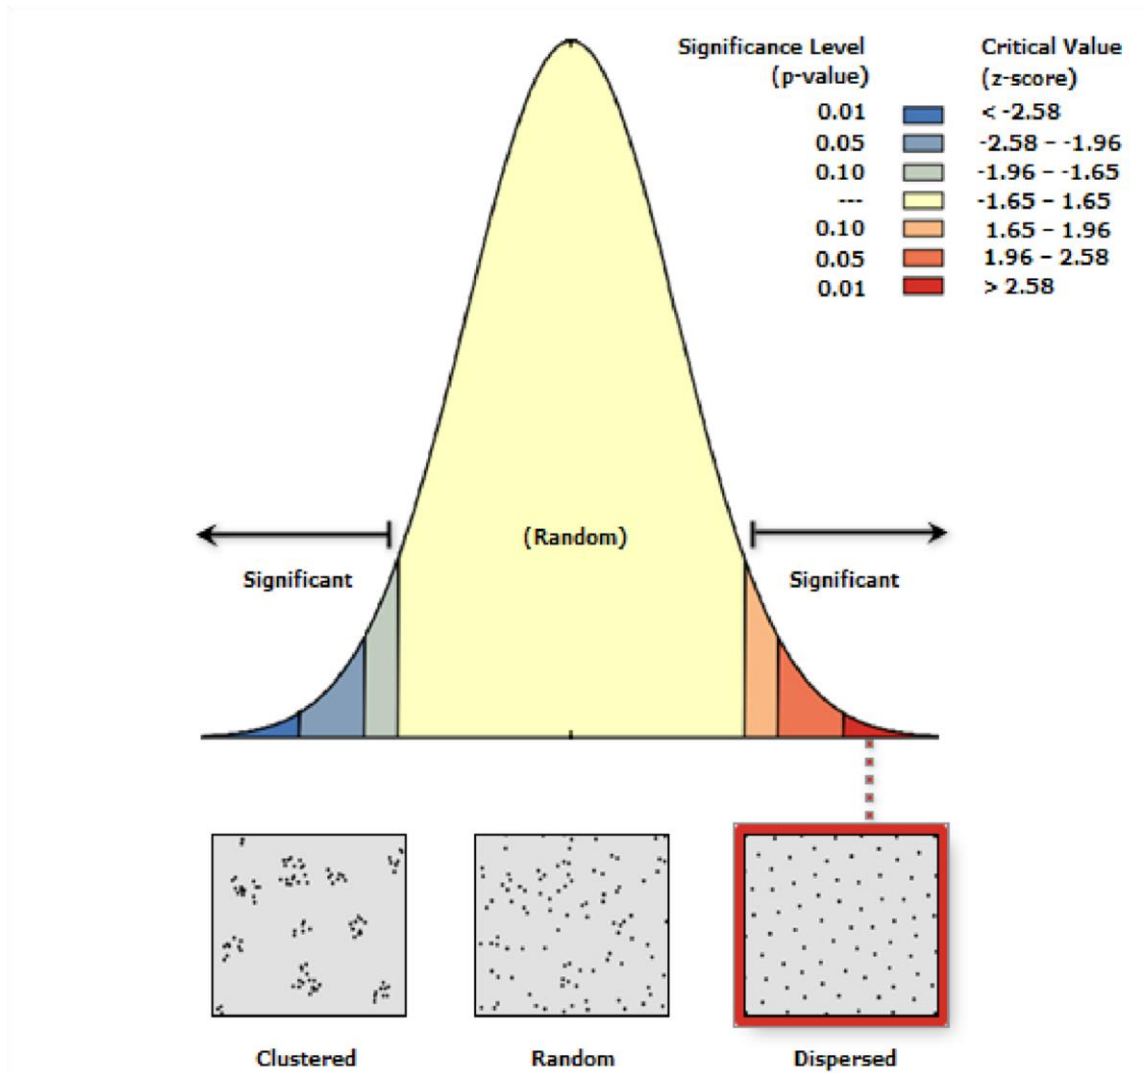 Significance Level (p-value) Critical Value (z-score)
0.01 < -2.58
0.05 -2.58 – -1.96
0.10 -1.96 – -1.65
--- -1.65 – 1.65
0.10 1.65 – 1.96
0.05 1.96 – 2.58
0.01 > 2.58
(Random)
Significant Significant
Clustered Random Dispersed